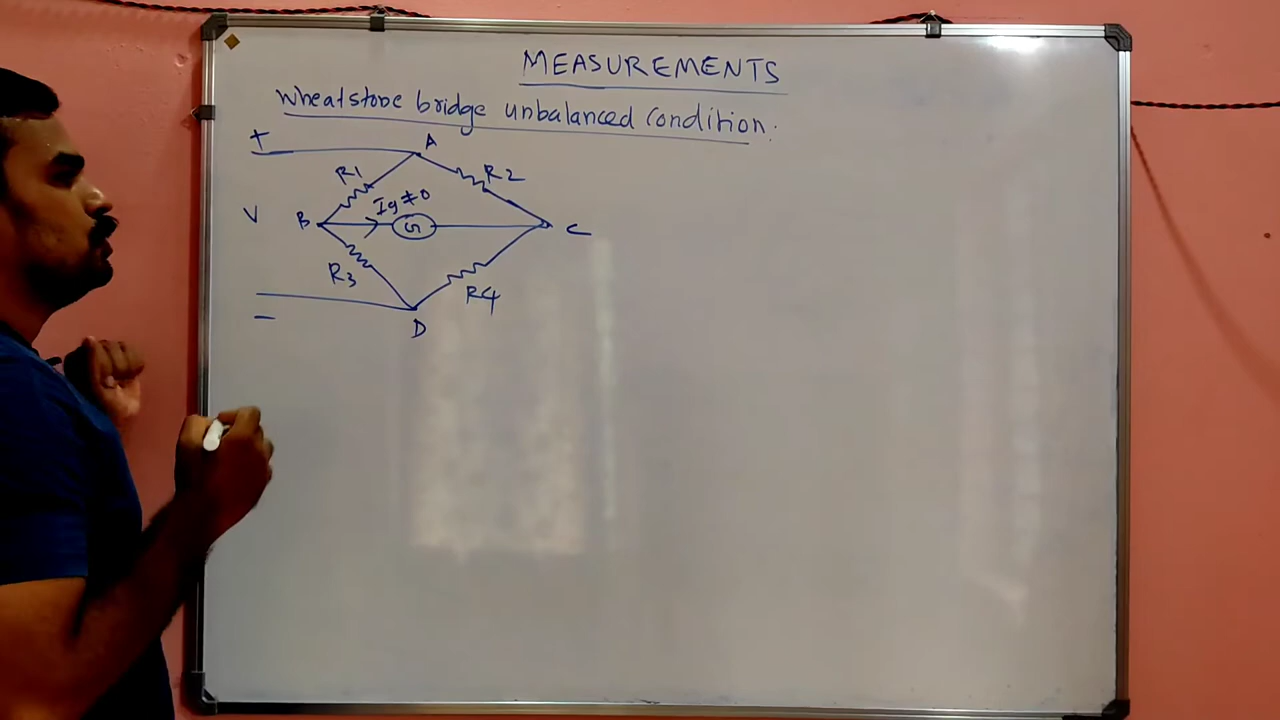 MEASUREMENTS
Wheatstone bridge unbalanced condition.
+ A
R1 R2
Ig≠0
V B G C
R3 R4
- D